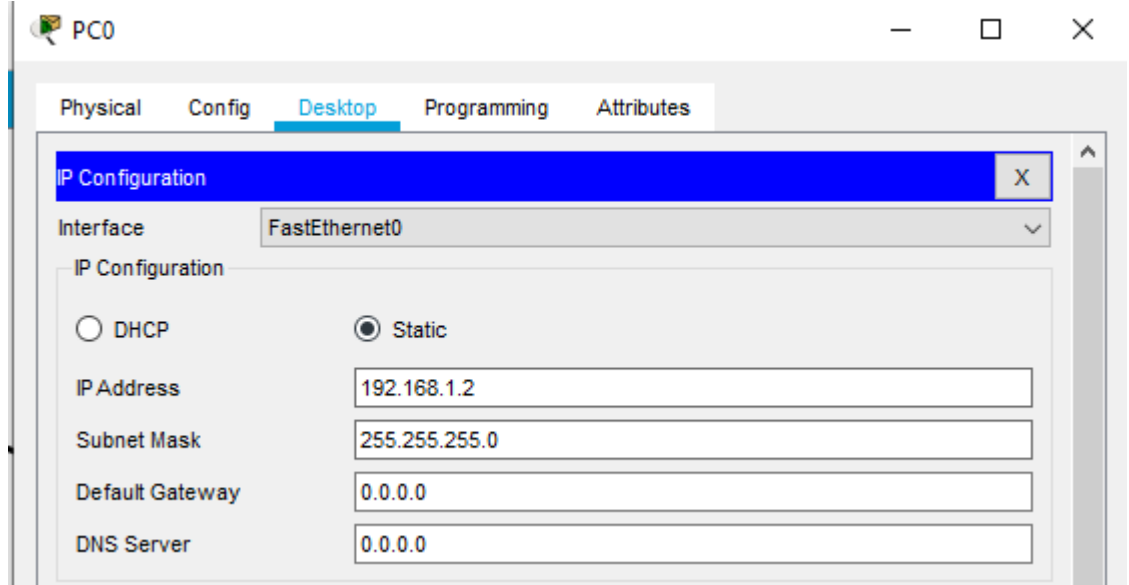 PC0
Physical Config Desktop Programming Attributes
IP Configuration X
Interface FastEthernet0
IP Configuration
DHCP Static
IP Address 192.168.1.2
Subnet Mask 255.255.255.0
Default Gateway 0.0.0.0
DNS Server 0.0.0.0